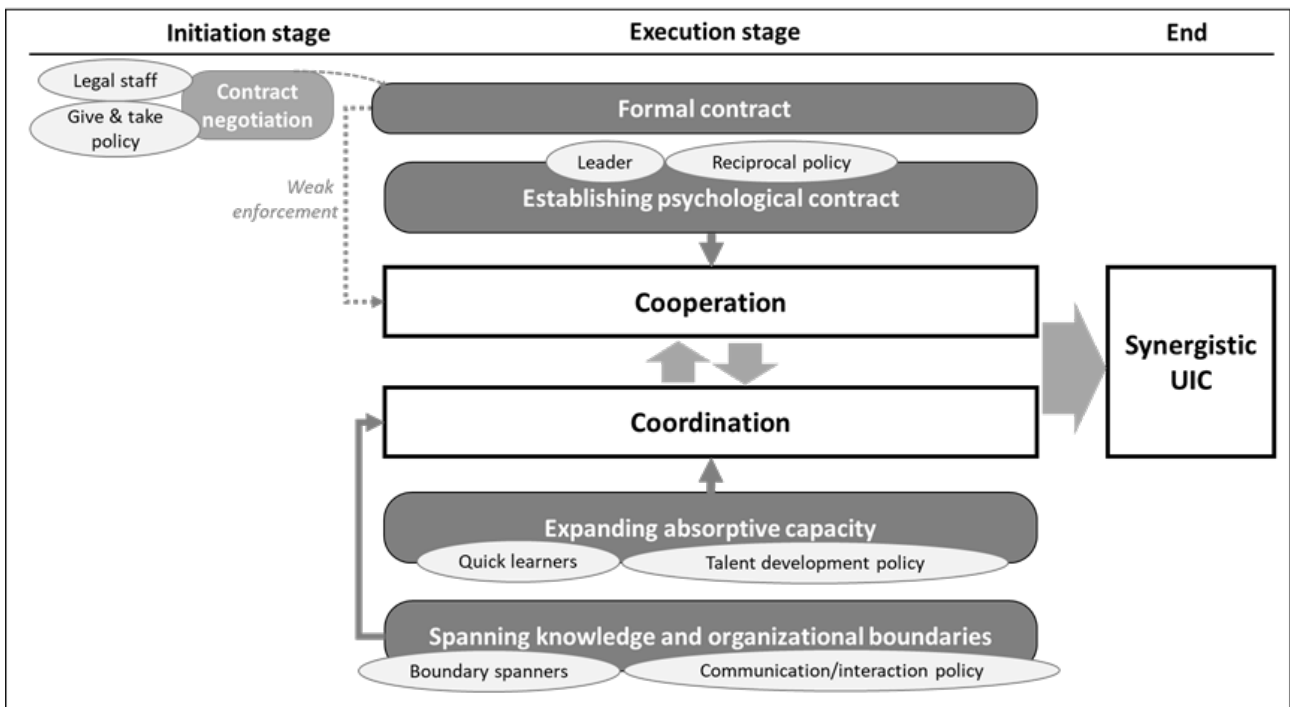 Initiation stage
Execution stage
End
Legal staff
Give & take
policy
Contract
negotiation
Formal contract
Leader
Reciprocal policy
Establishing psychological contract
Weak
enforcement
Cooperation
Synergistic
UIC
Coordination
Expanding absorptive capacity
Quick learners
Talent development policy
Spanning knowledge and organizational boundaries
Boundary spanners
Communication/interaction policy